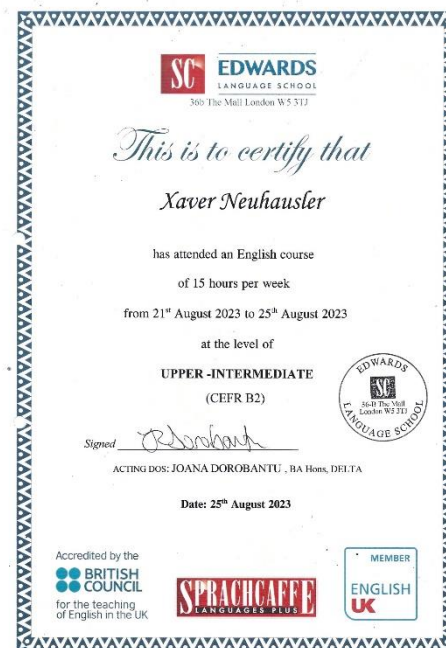 SC EDWARDS
LANGUAGE SCHOOL
36b The Mall London W5 3TJ
This is to certify that
Xaver Neuhausler
has attended an English course
of 15 hours per week
from 21st August 2023 to 25th August 2023
at the level of
UPPER -INTERMEDIATE
(CEFR B2)
EDWARDS
SC
36-B The Mall
London W5 3TJ
LANGUAGE SCHOOL
Signed
ACTING DOS: JOANA DOROBANTU , BA Hons, DELTA
Date: 25th August 2023
Accredited by the
BRITISH
COUNCIL
for the teaching
of English in the UK
SPRACHCAFFE
LANGUAGES PLUS
MEMBER
ENGLISH
UK